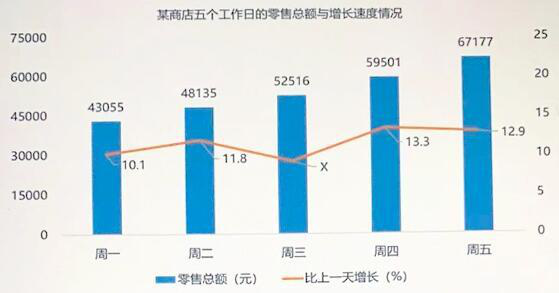 某商店五个工作日的零售总额与增长速度情况
75000
60000
45000
30000
15000
0
25
20
15
10
5
0
43055
48135
52516
59501
67177
10.1
11.8
X
13.3
12.9
周一
周二
周三
周四
周五
零售总额（元）
比上一天增长（%）